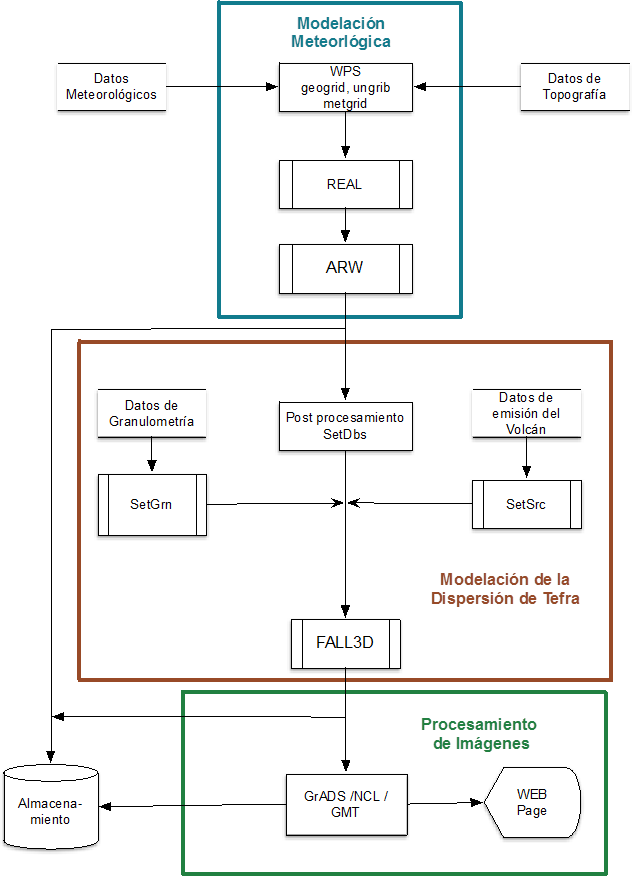 Modelación
Meteorlógica
Datos
Meteorológicos
WPS
geogrid, ungrib
metgrid
Datos de
Topografía
REAL
ARW
Datos de
Granulometría
Post procesamiento
SetDbs
Datos de
emisión del
Volcán
SetGrn
SetSrc
Modelación de la
Dispersión de Tefra
FALL3D
Procesamiento
de Imágenes
Almacena-
miento
GrADS /NCL /
GMT
WEB
Page